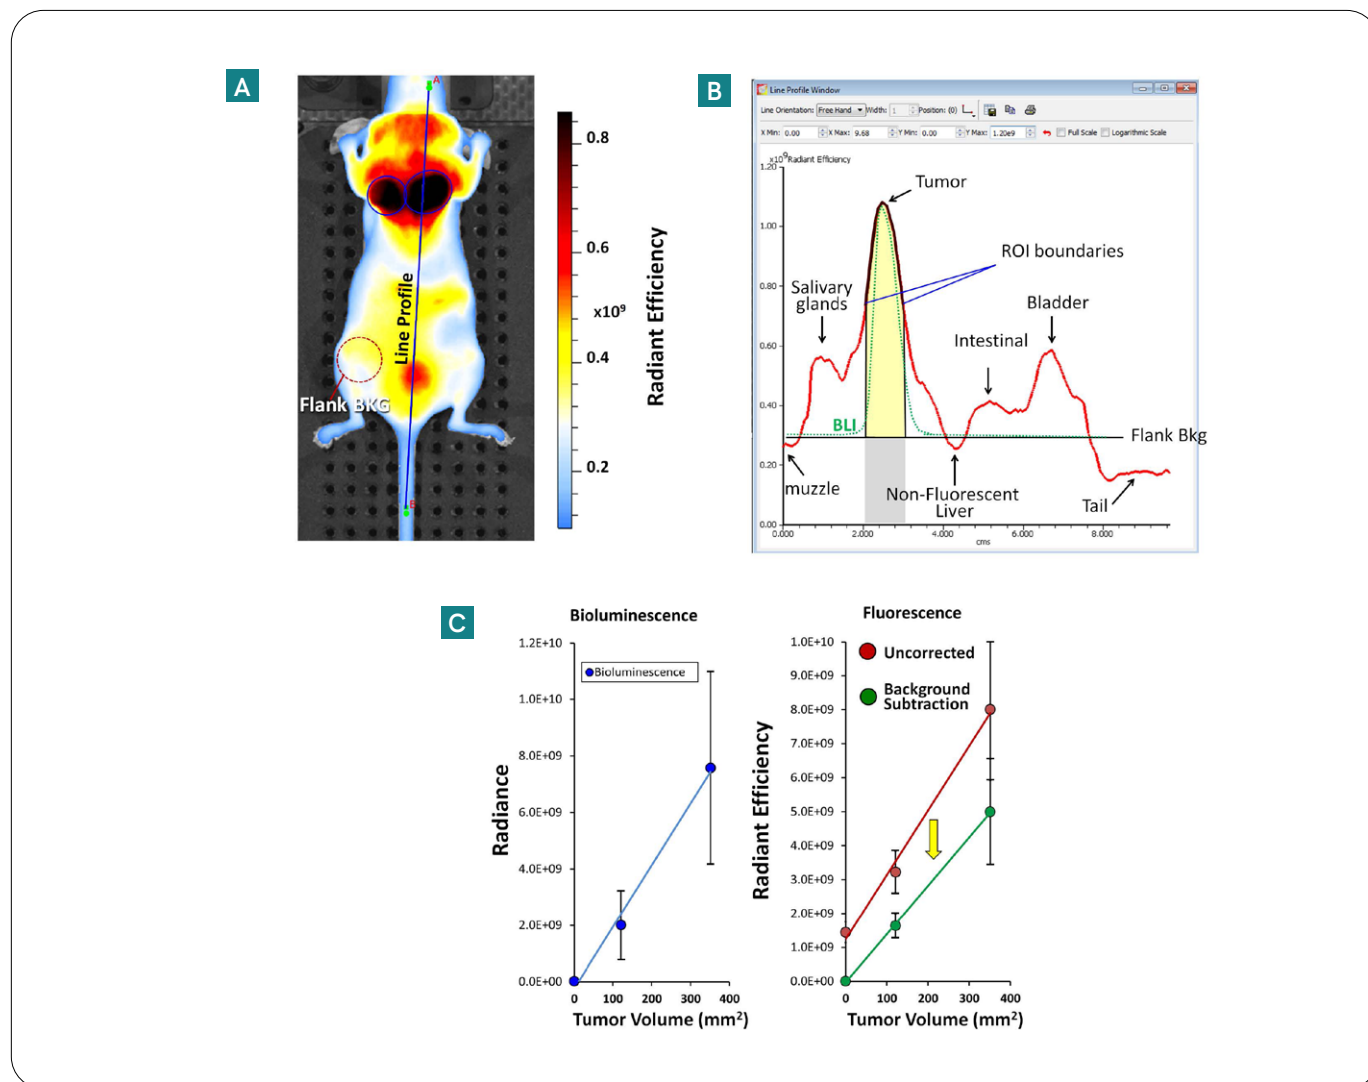 A
A
Line Profile
Flank BKG
B
0.8
0.6
x10⁹
0.4
0.2
Radiant Efficiency
B
Line Profile Window
Line Orientation: Free Hand Width: 1 Position: (0)
X Min: 0.00 X Max: 9.68 Y Min: 0.00 Y Max: 1.20e9 Full Scale Logarithmic Scale
x10⁹ Radiant Efficiency
1.20
1.00
0.80
0.60
0.40
0.20
0.00
Tumor
ROI boundaries
Salivary
glands
Bladder
Intestinal
BLI
Flank Bkg
muzzle
Non-Fluorescent
Liver
Tail
0.000 2.000 4.000 6.000 8.000
cms
C
Bioluminescence
1.2E+10
1.0E+10
8.0E+09
6.0E+09
4.0E+09
2.0E+09
0.0E+00
Bioluminescence
Radiance
0 100 200 300 400
Tumor Volume (mm²)
Fluorescence
1.0E+10
9.0E+09
8.0E+09
7.0E+09
6.0E+09
5.0E+09
4.0E+09
3.0E+09
2.0E+09
1.0E+09
0.0E+00
Uncorrected
Background
Subtraction
Radiant Efficiency
0 100 200 300 400
Tumor Volume (mm²)